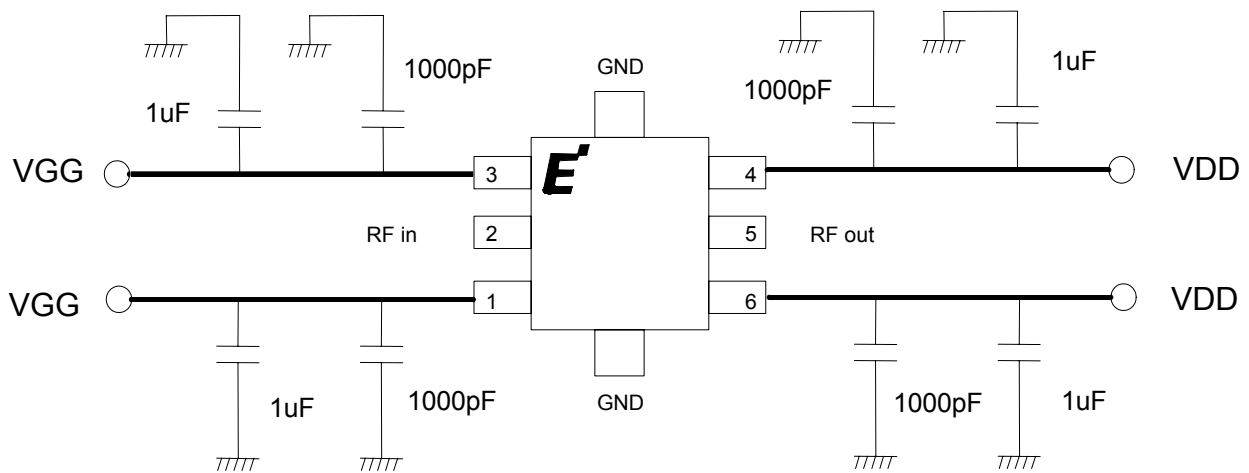 1000pF
1uF
GND
1000pF
1uF
VGG
3
E
4
VDD
RF in
2
5
RF out
VGG
1
6
VDD
1uF
1000pF
GND
1000pF
1uF